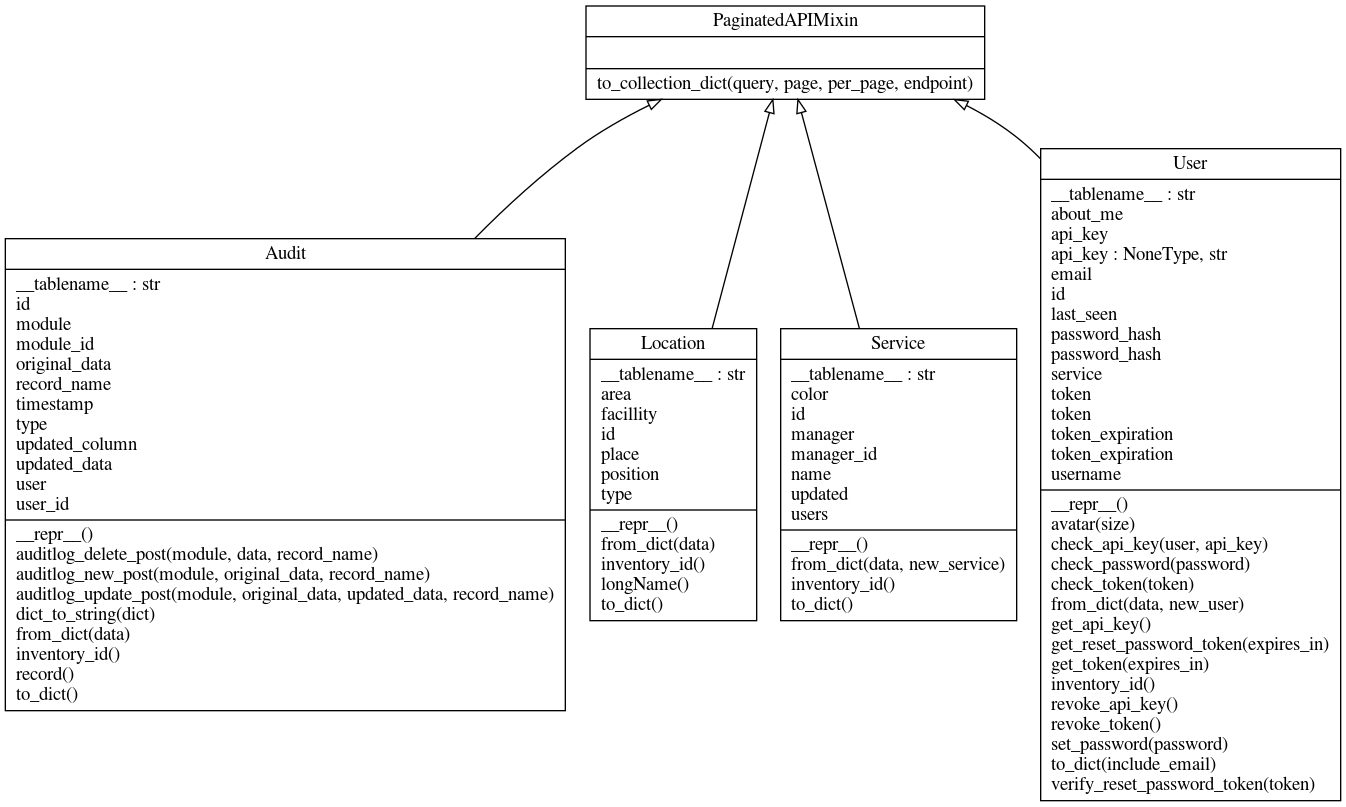 PaginatedAPIMixin
to_collection_dict(query, page, per_page, endpoint)
Audit
__tablename__ : str
id
module
module_id
original_data
record_name
timestamp
type
updated_column
updated_data
user
user_id
__repr__()
auditlog_delete_post(module, data, record_name)
auditlog_new_post(module, original_data, record_name)
auditlog_update_post(module, original_data, updated_data, record_name)
dict_to_string(dict)
from_dict(data)
inventory_id()
record()
to_dict()
Location
__tablename__ : str
area
facillity
id
place
position
type
__repr__()
from_dict(data)
inventory_id()
longName()
to_dict()
Service
__tablename__ : str
color
id
manager
manager_id
name
updated
users
__repr__()
from_dict(data, new_service)
inventory_id()
to_dict()
User
__tablename__ : str
about_me
api_key
api_key : NoneType, str
email
id
last_seen
password_hash
password_hash
service
token
token
token_expiration
token_expiration
username
__repr__()
avatar(size)
check_api_key(user, api_key)
check_password(password)
check_token(token)
from_dict(data, new_user)
get_api_key()
get_reset_password_token(expires_in)
get_token(expires_in)
inventory_id()
revoke_api_key()
revoke_token()
set_password(password)
to_dict(include_email)
verify_reset_password_token(token)